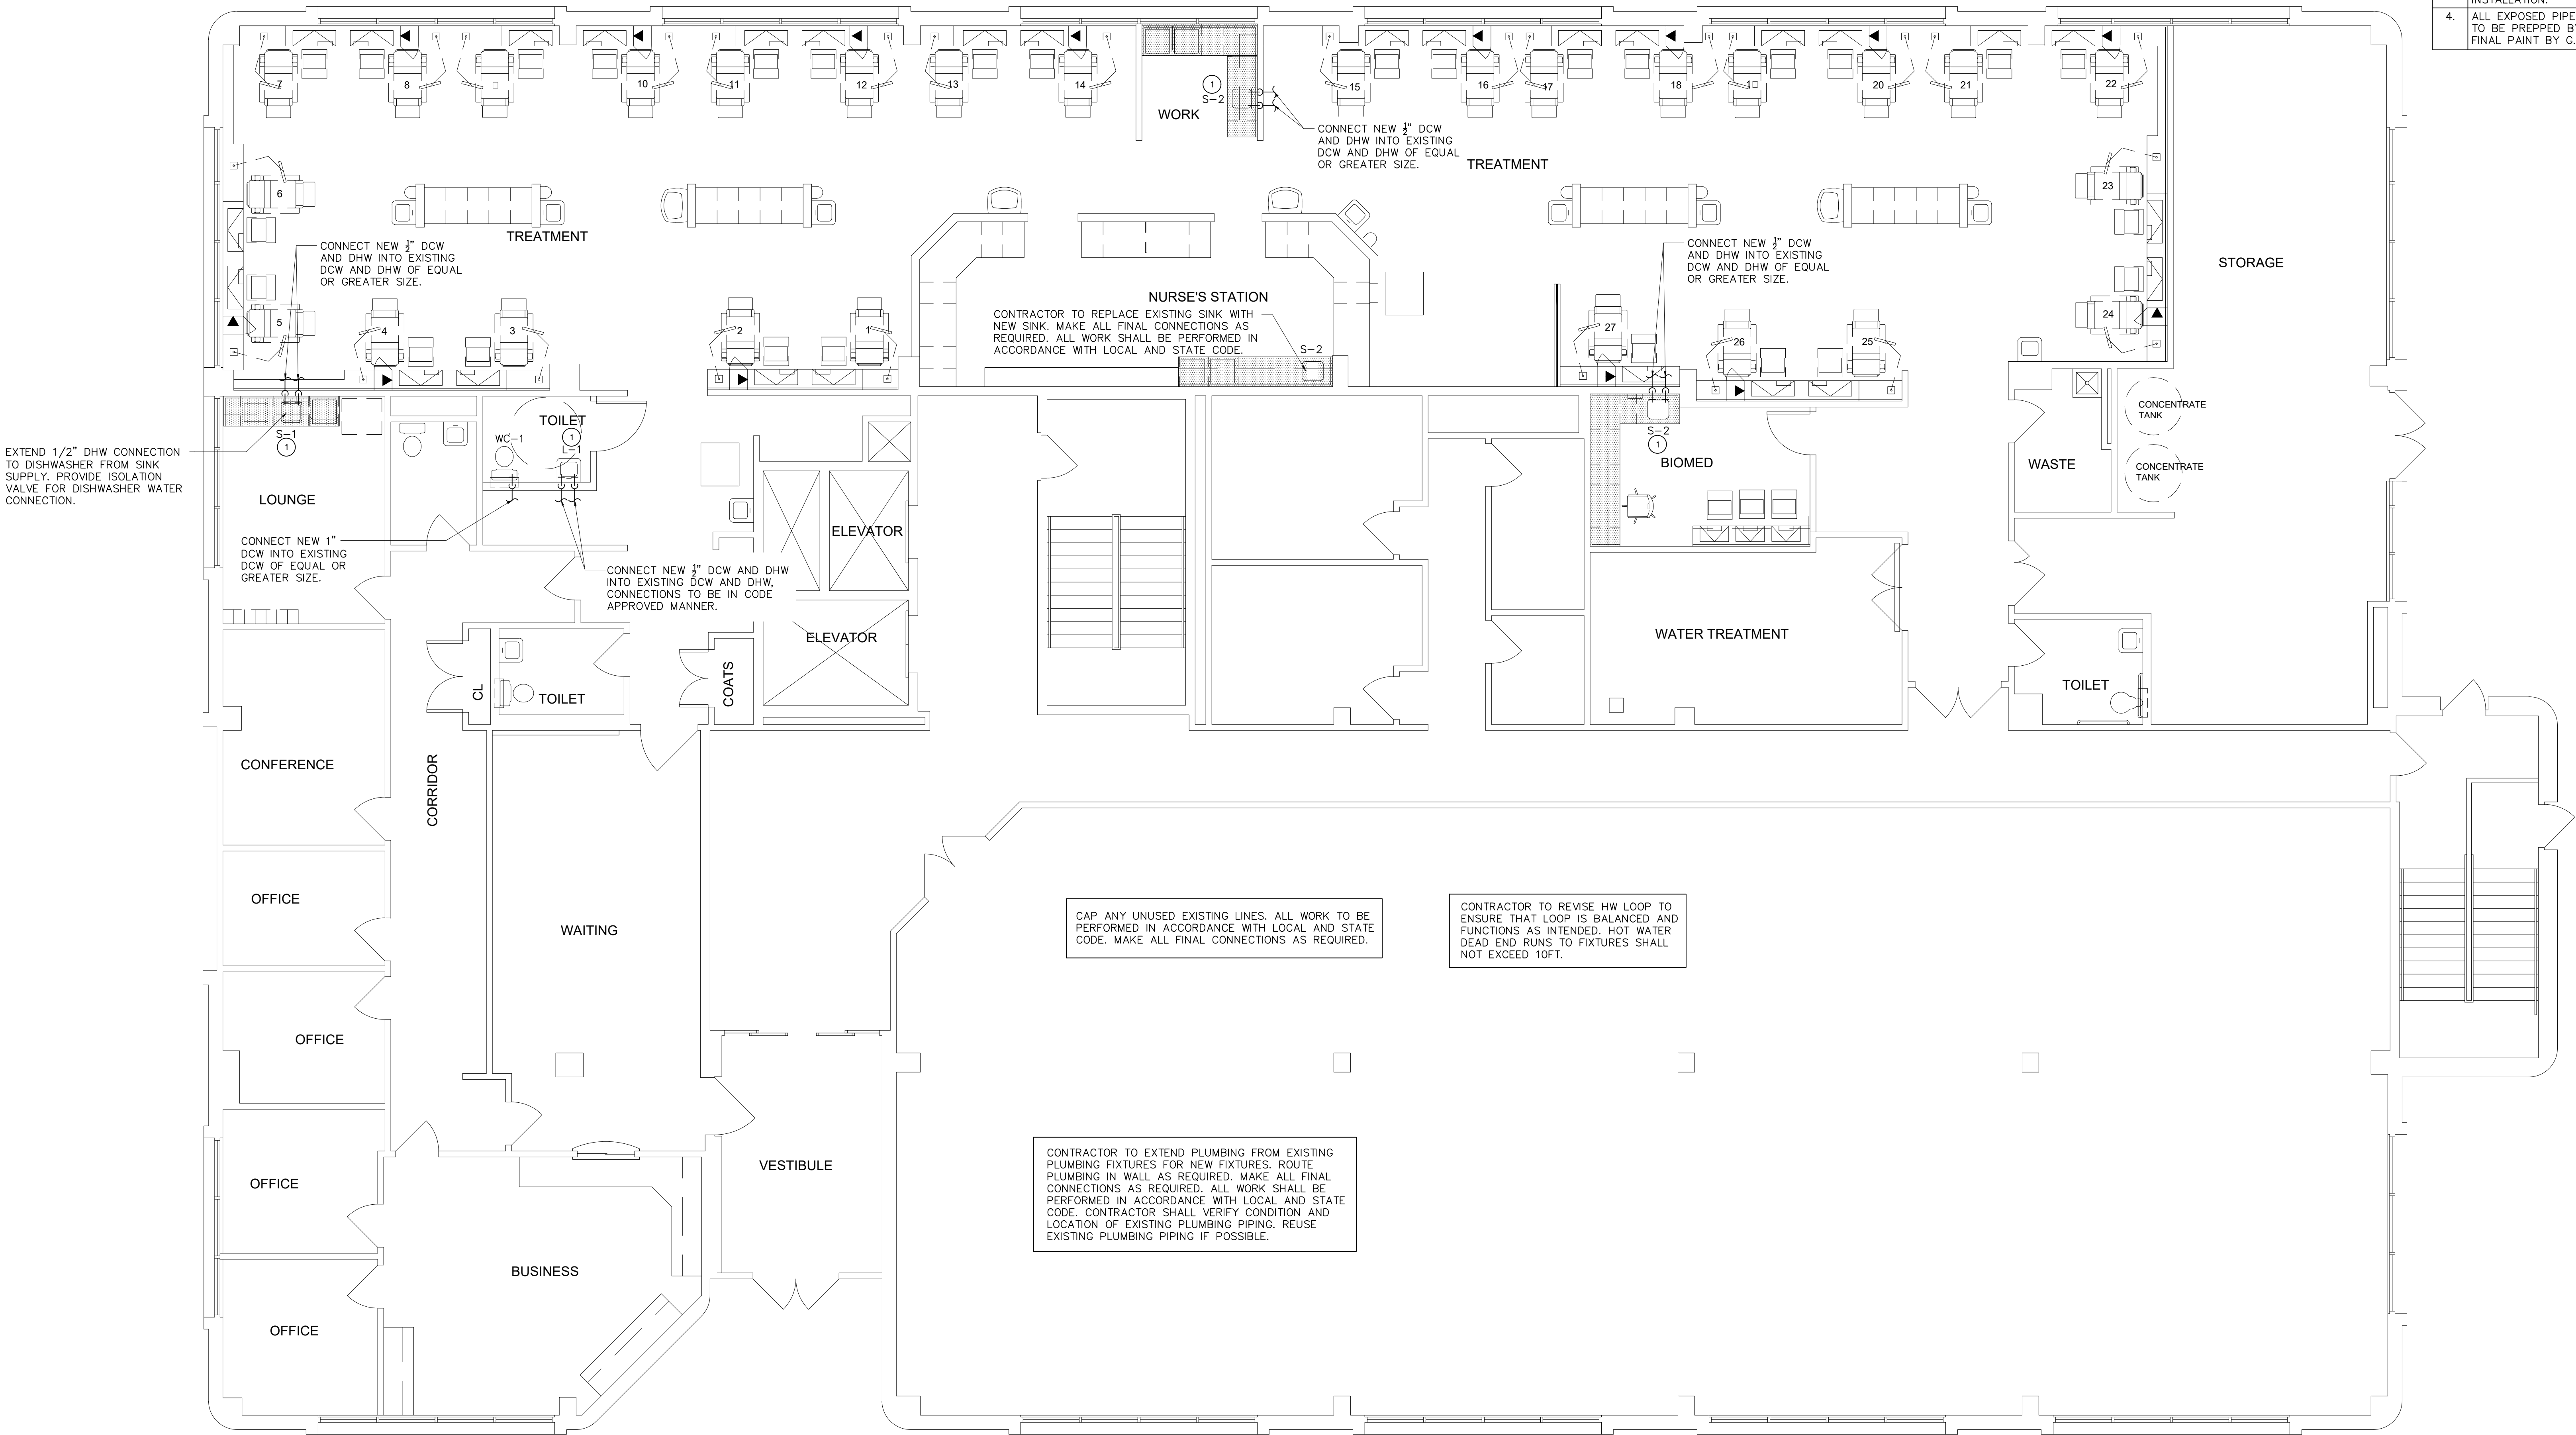 INSTALLATION.
4. ALL EXPOSED PIPE
TO BE PREPPED B
FINAL PAINT BY G.
7
8
10
11
12
13
14
WORK
1
S-2
CONNECT NEW ½" DCW
AND DHW INTO EXISTING
DCW AND DHW OF EQUAL
OR GREATER SIZE.
15
16
17
18
1
20
21
22
TREATMENT
6
TREATMENT
23
CONNECT NEW ½" DCW
AND DHW INTO EXISTING
DCW AND DHW OF EQUAL
OR GREATER SIZE.
CONNECT NEW ½" DCW
AND DHW INTO EXISTING
DCW AND DHW OF EQUAL
OR GREATER SIZE.
STORAGE
5
4
3
2
1
NURSE'S STATION
CONTRACTOR TO REPLACE EXISTING SINK WITH
NEW SINK. MAKE ALL FINAL CONNECTIONS AS
REQUIRED. ALL WORK SHALL BE PERFORMED IN
ACCORDANCE WITH LOCAL AND STATE CODE.
S-2
27
26
25
24
EXTEND 1/2" DHW CONNECTION
TO DISHWASHER FROM SINK
SUPPLY. PROVIDE ISOLATION
VALVE FOR DISHWASHER WATER
CONNECTION.
S-1
1
LOUNGE
TOILET
WC-1
1
L-1
CONNECT NEW 1"
DCW INTO EXISTING
DCW OF EQUAL OR
GREATER SIZE.
CONNECT NEW ½" DCW AND DHW
INTO EXISTING DCW AND DHW,
CONNECTIONS TO BE IN CODE
APPROVED MANNER.
ELEVATOR
ELEVATOR
S-2
1
BIOMED
WATER TREATMENT
WASTE
CONCENTRATE
TANK
CONCENTRATE
TANK
TOILET
CL
TOILET
COATS
CONFERENCE
CORRIDOR
OFFICE
WAITING
OFFICE
OFFICE
VESTIBULE
BUSINESS
OFFICE
CAP ANY UNUSED EXISTING LINES. ALL WORK TO BE
PERFORMED IN ACCORDANCE WITH LOCAL AND STATE
CODE. MAKE ALL FINAL CONNECTIONS AS REQUIRED.
CONTRACTOR TO REVISE HW LOOP TO
ENSURE THAT LOOP IS BALANCED AND
FUNCTIONS AS INTENDED. HOT WATER
DEAD END RUNS TO FIXTURES SHALL
NOT EXCEED 10FT.
CONTRACTOR TO EXTEND PLUMBING FROM EXISTING
PLUMBING FIXTURES FOR NEW FIXTURES. ROUTE
PLUMBING IN WALL AS REQUIRED. MAKE ALL FINAL
CONNECTIONS AS REQUIRED. ALL WORK SHALL BE
PERFORMED IN ACCORDANCE WITH LOCAL AND STATE
CODE. CONTRACTOR SHALL VERIFY CONDITION AND
LOCATION OF EXISTING PLUMBING PIPING. REUSE
EXISTING PLUMBING PIPING IF POSSIBLE.